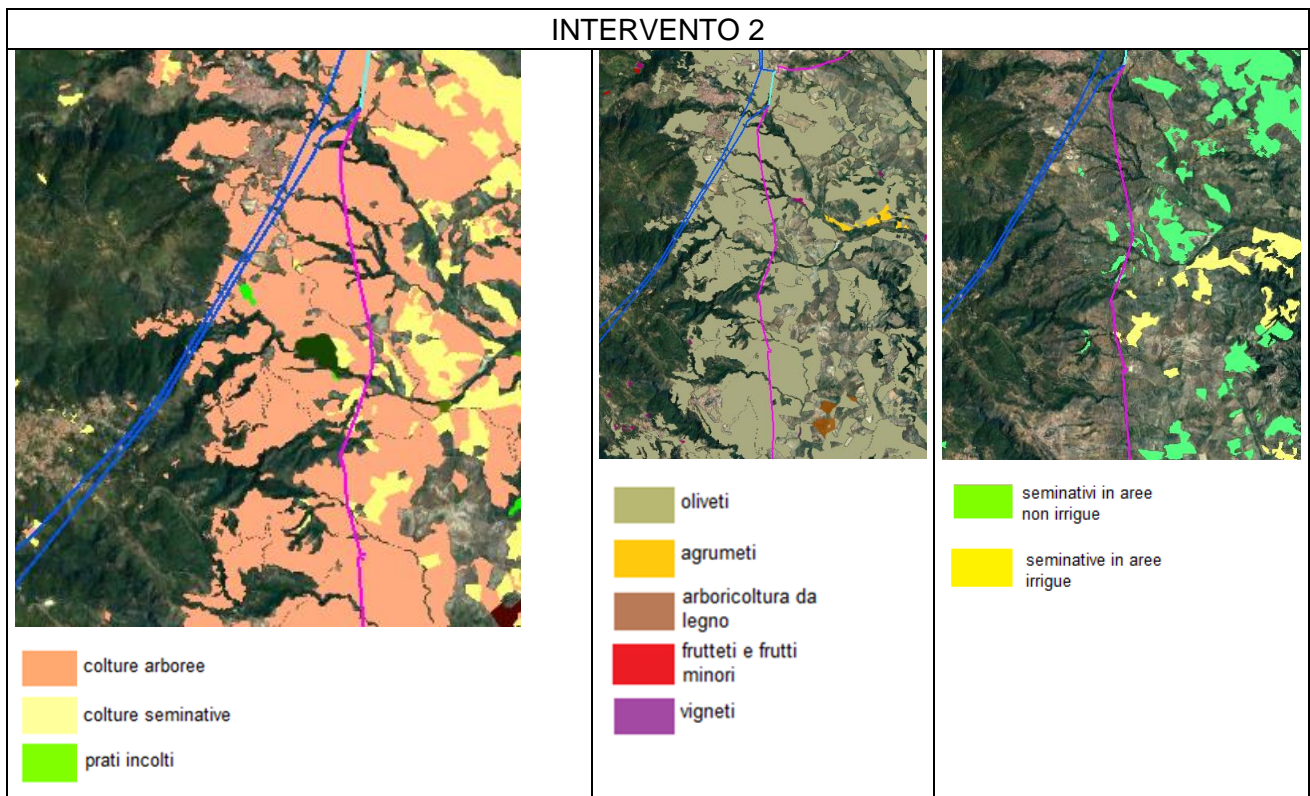 INTERVENTO 2
colture arboree
colture seminative
prati incolti
oliveti
agrumeti
arboricoltura da
legno
frutteti e frutti
minori
vigneti
seminativi in aree
non irrigue
seminative in aree
irrigue